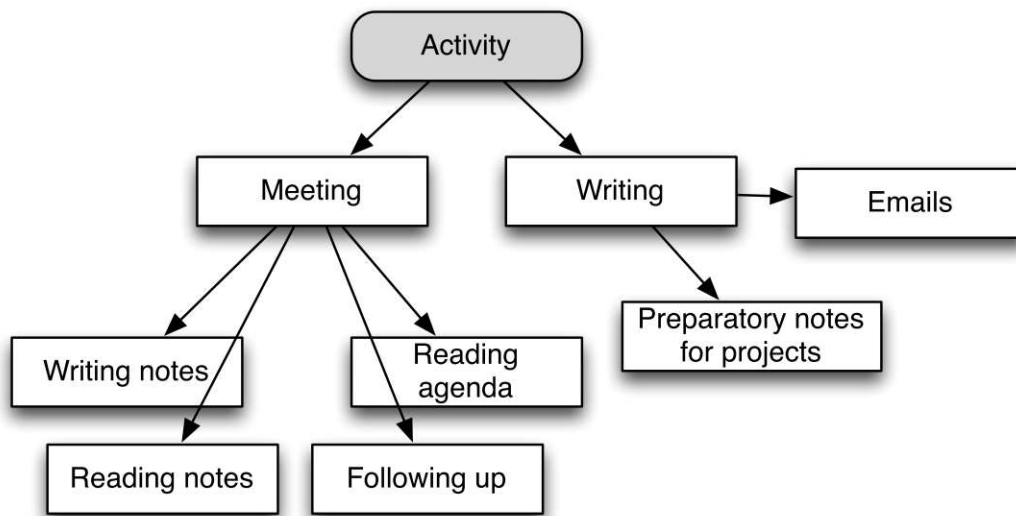 Activity
Meeting
Writing
Emails
Preparatory notes
for projects
Writing notes
Reading
agenda
Reading notes
Following up